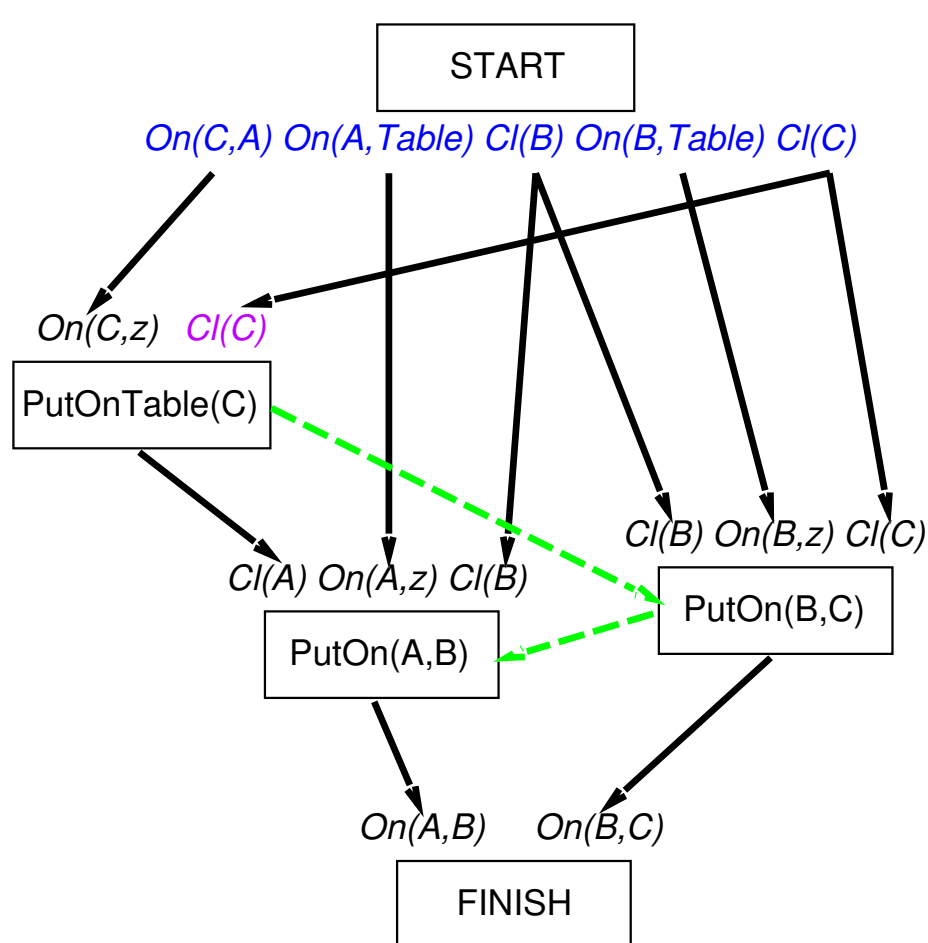 START
On(C,A) On(A,Table) Cl(B) On(B,Table) Cl(C)
On(C,z) Cl(C)
PutOnTable(C)
Cl(B) On(B,z) Cl(C)
Cl(A) On(A,z) Cl(B)
PutOn(B,C)
PutOn(A,B)
On(A,B) On(B,C)
FINISH